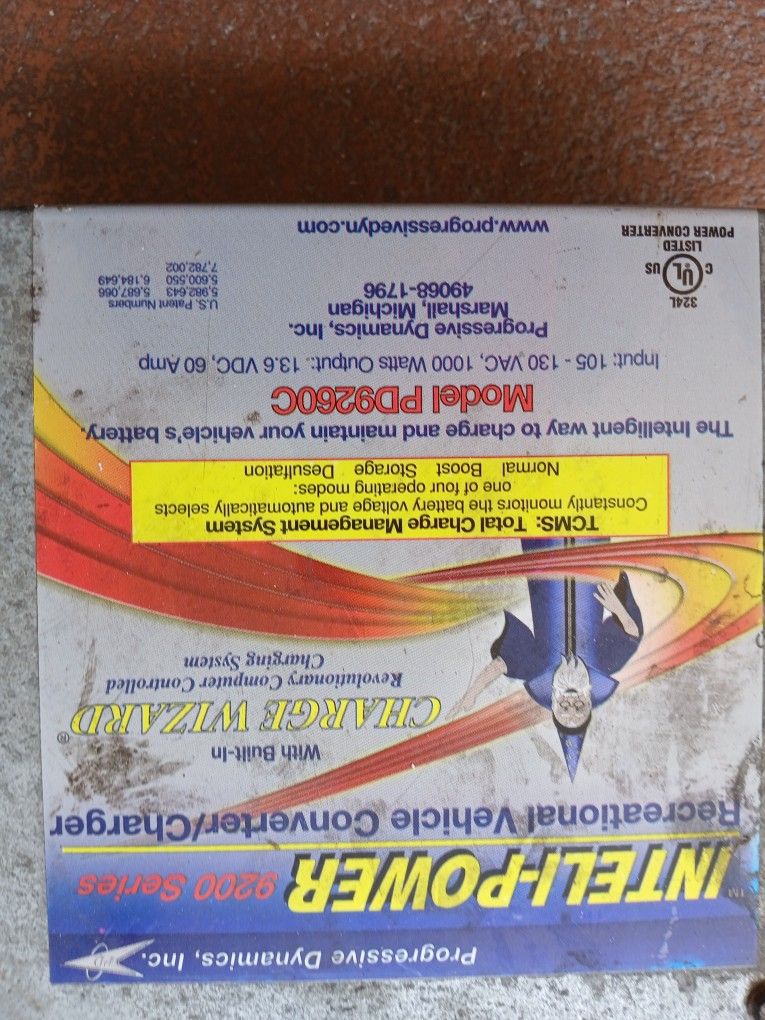 Progressive Dynamics, Inc.
INTELI-POWER 9200 Series
TM
Recreational Vehicle Converter/Charger
With Built-In
CHARGE WIZARD®
Revolutionary Computer Controlled
Charging System
TCMS: Total Charge Management System
Constantly monitors the battery voltage and automatically selects
one of four operating modes:
Normal Boost Storage Desulfation
The Intelligent way to charge and maintain your vehicle's battery.
Model PD9260C
Input: 105 - 130 VAC, 1000 Watts Output: 13.6 VDC, 60 Amp
Progressive Dynamics, Inc.
Marshall, Michigan
49068-1796
www.progressivedyn.com
324L
C UL US
LISTED
POWER CONVERTER
U.S. Patent Numbers
5,982,643 5,687,066
5,600,550 6,184,649
7,782,002